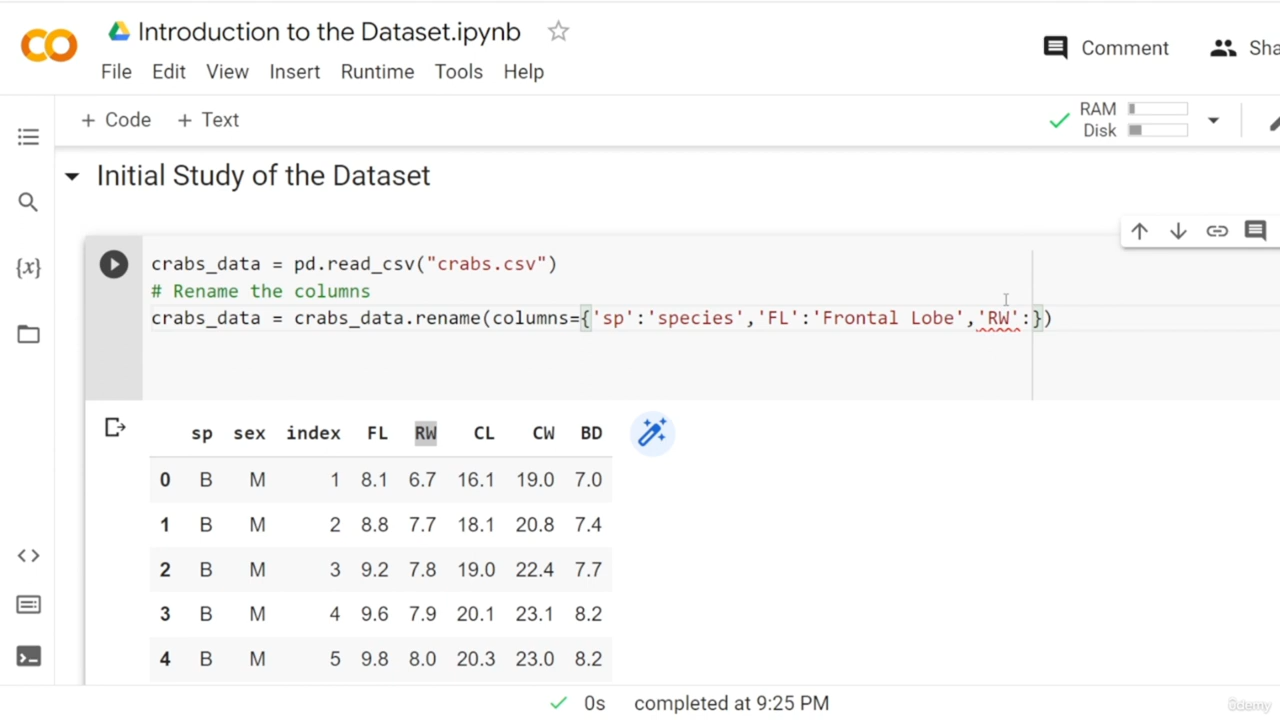 Introduction to the Dataset.ipynb
Comment
Sha
File Edit View Insert Runtime Tools Help
+ Code + Text
RAM
Disk
Initial Study of the Dataset
{x}
crabs_data = pd.read_csv("crabs.csv")
# Rename the columns
crabs_data = crabs_data.rename(columns={'sp':'species','FL':'Frontal Lobe','RW':})
sp sex index FL RW CL CW BD
0 B M 1 8.1 6.7 16.1 19.0 7.0
1 B M 2 8.8 7.7 18.1 20.8 7.4
2 B M 3 9.2 7.8 19.0 22.4 7.7
3 B M 4 9.6 7.9 20.1 23.1 8.2
4 B M 5 9.8 8.0 20.3 23.0 8.2
0s completed at 9:25 PM
ûdemy